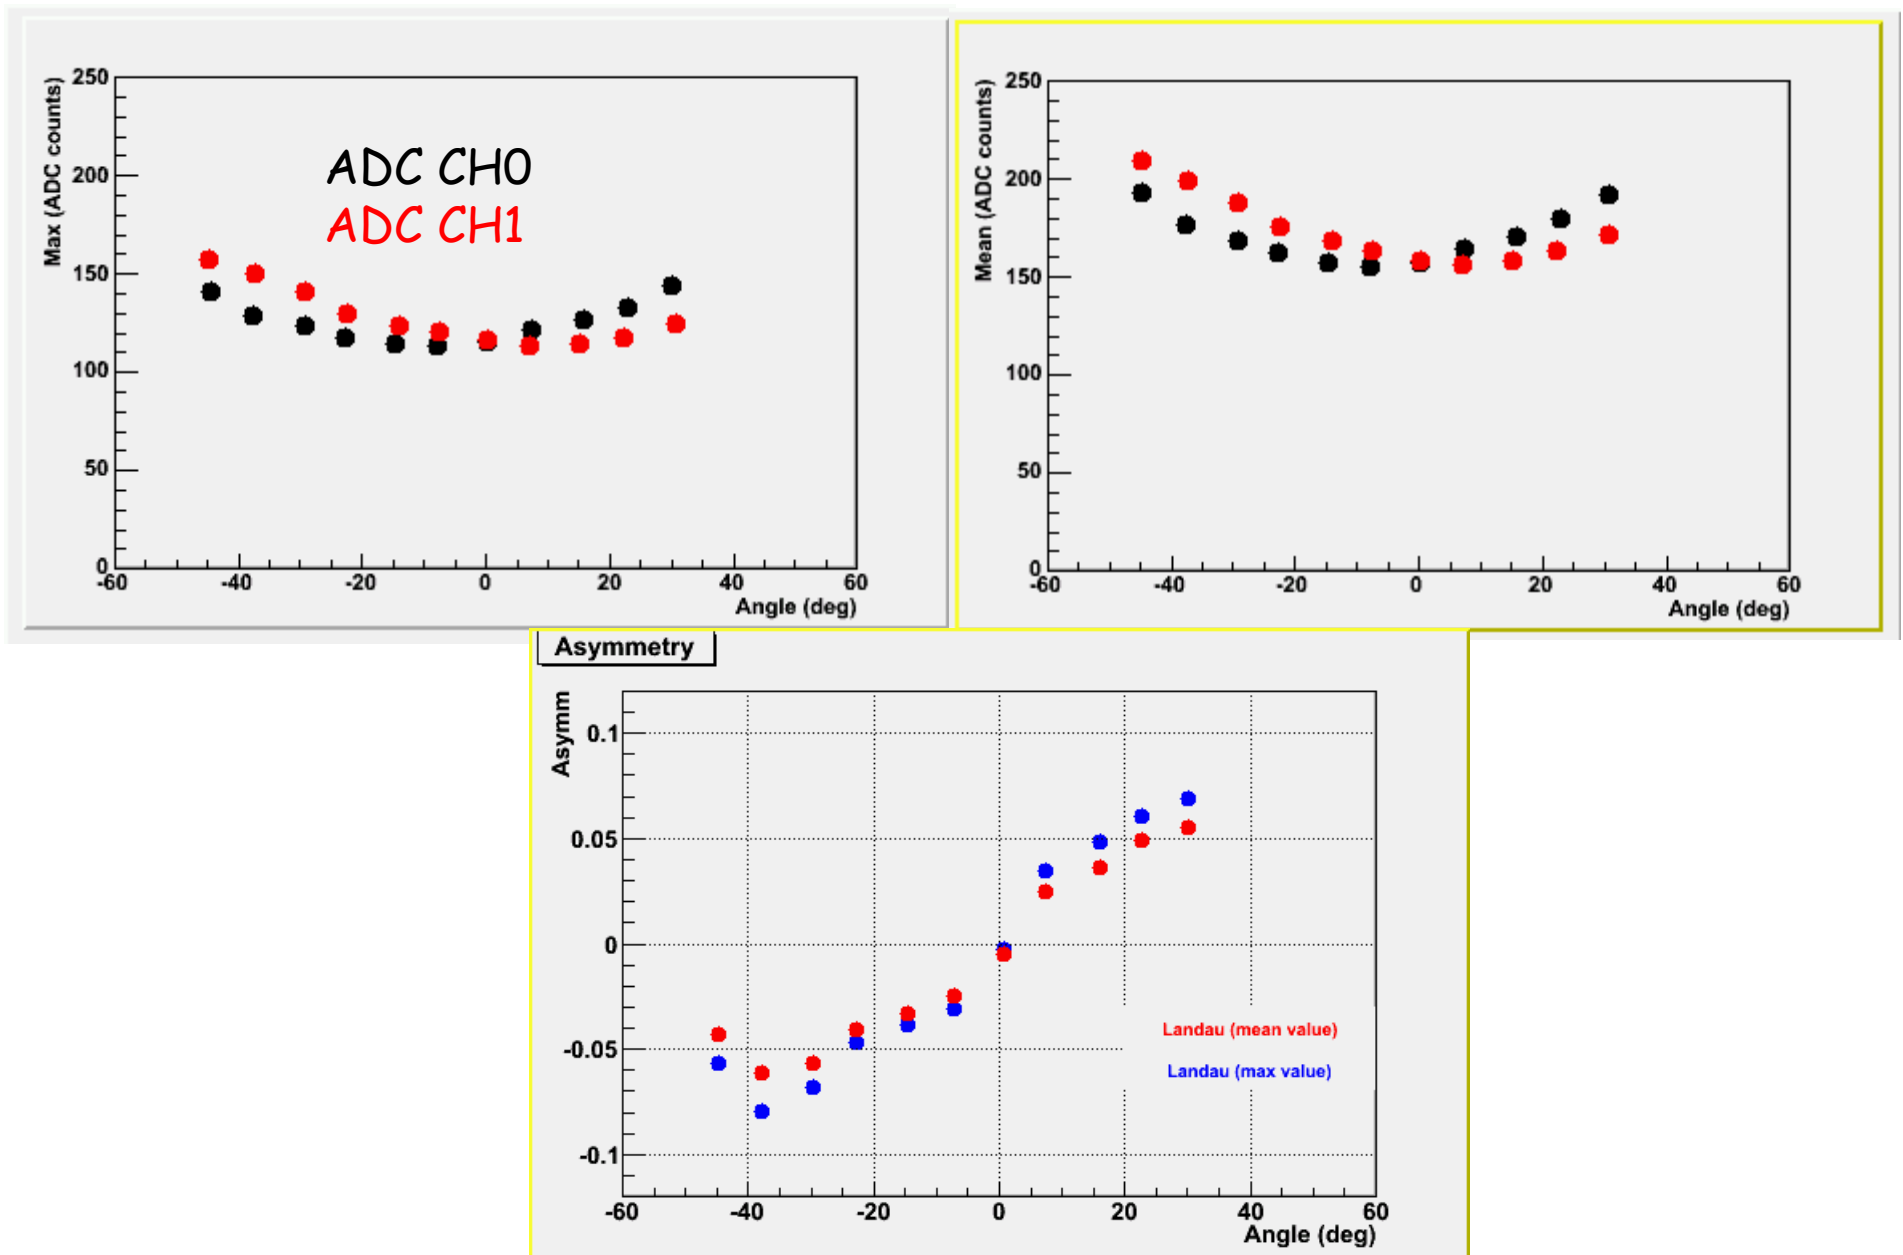 Max (ADC counts)
250
200
150
100
50
0
-60 -40 -20 0 20 40 60
Angle (deg)
ADC CH0
ADC CH1
Mean (ADC counts)
250
200
150
100
50
0
-60 -40 -20 0 20 40 60
Angle (deg)
Asymmetry
Asymm
0.1
0.05
0
-0.05
-0.1
-60 -40 -20 0 20 40 60
Angle (deg)
Landau (mean value)
Landau (max value)